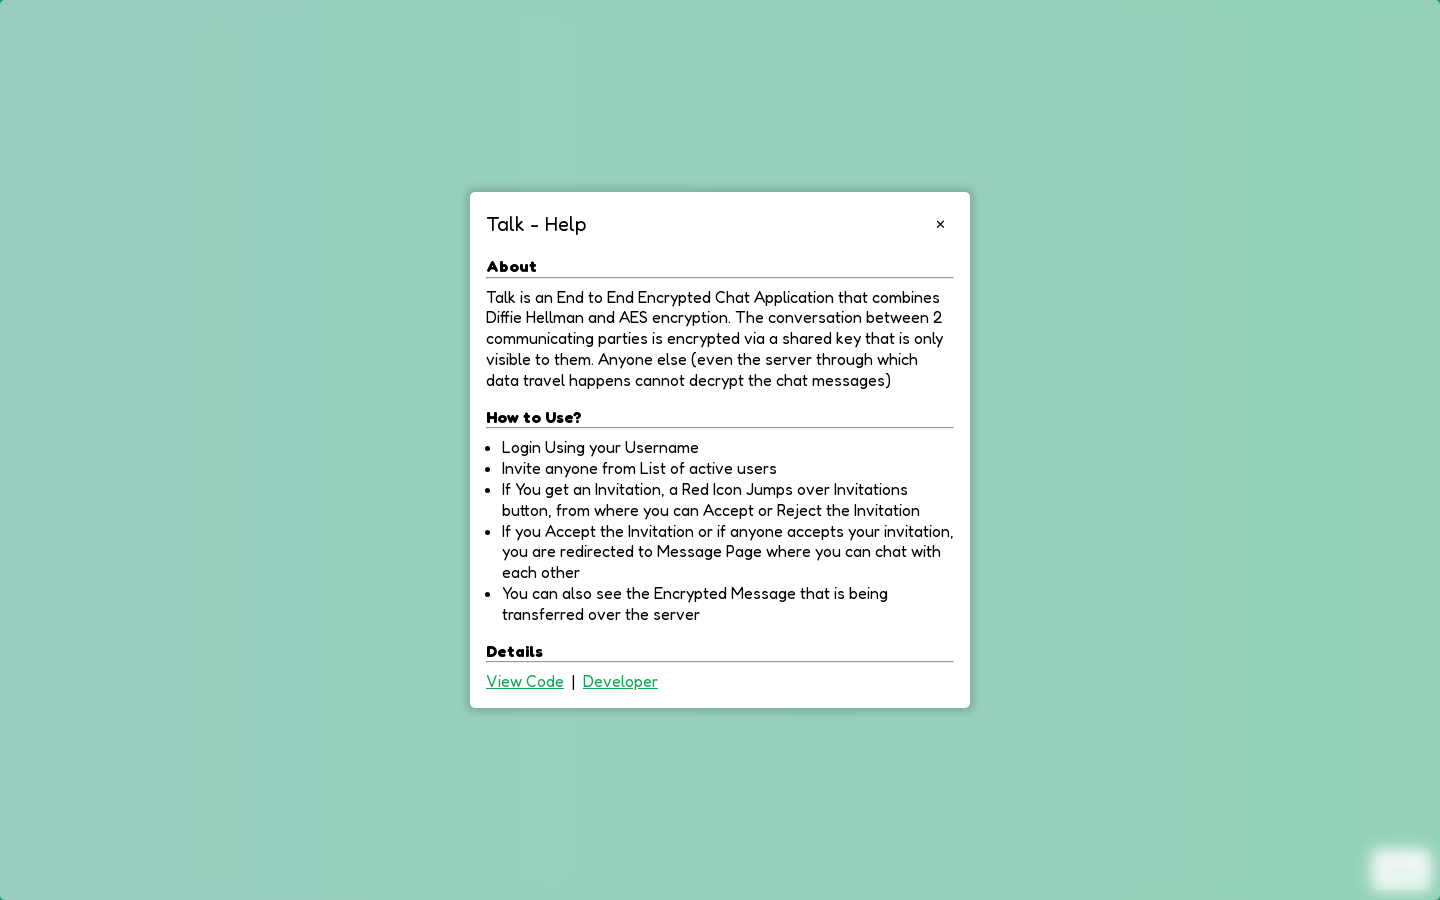 Talk - Help
×
About
Talk is an End to End Encrypted Chat Application that combines
Diffie Hellman and AES encryption. The conversation between 2
communicating parties is encrypted via a shared key that is only
visible to them. Anyone else (even the server through which
data travel happens cannot decrypt the chat messages)
How to Use?
• Login Using your Username
• Invite anyone from List of active users
• If You get an Invitation, a Red Icon Jumps over Invitations
button, from where you can Accept or Reject the Invitation
• If you Accept the Invitation or if anyone accepts your invitation,
you are redirected to Message Page where you can chat with
each other
• You can also see the Encrypted Message that is being
transferred over the server
Details
View Code | Developer